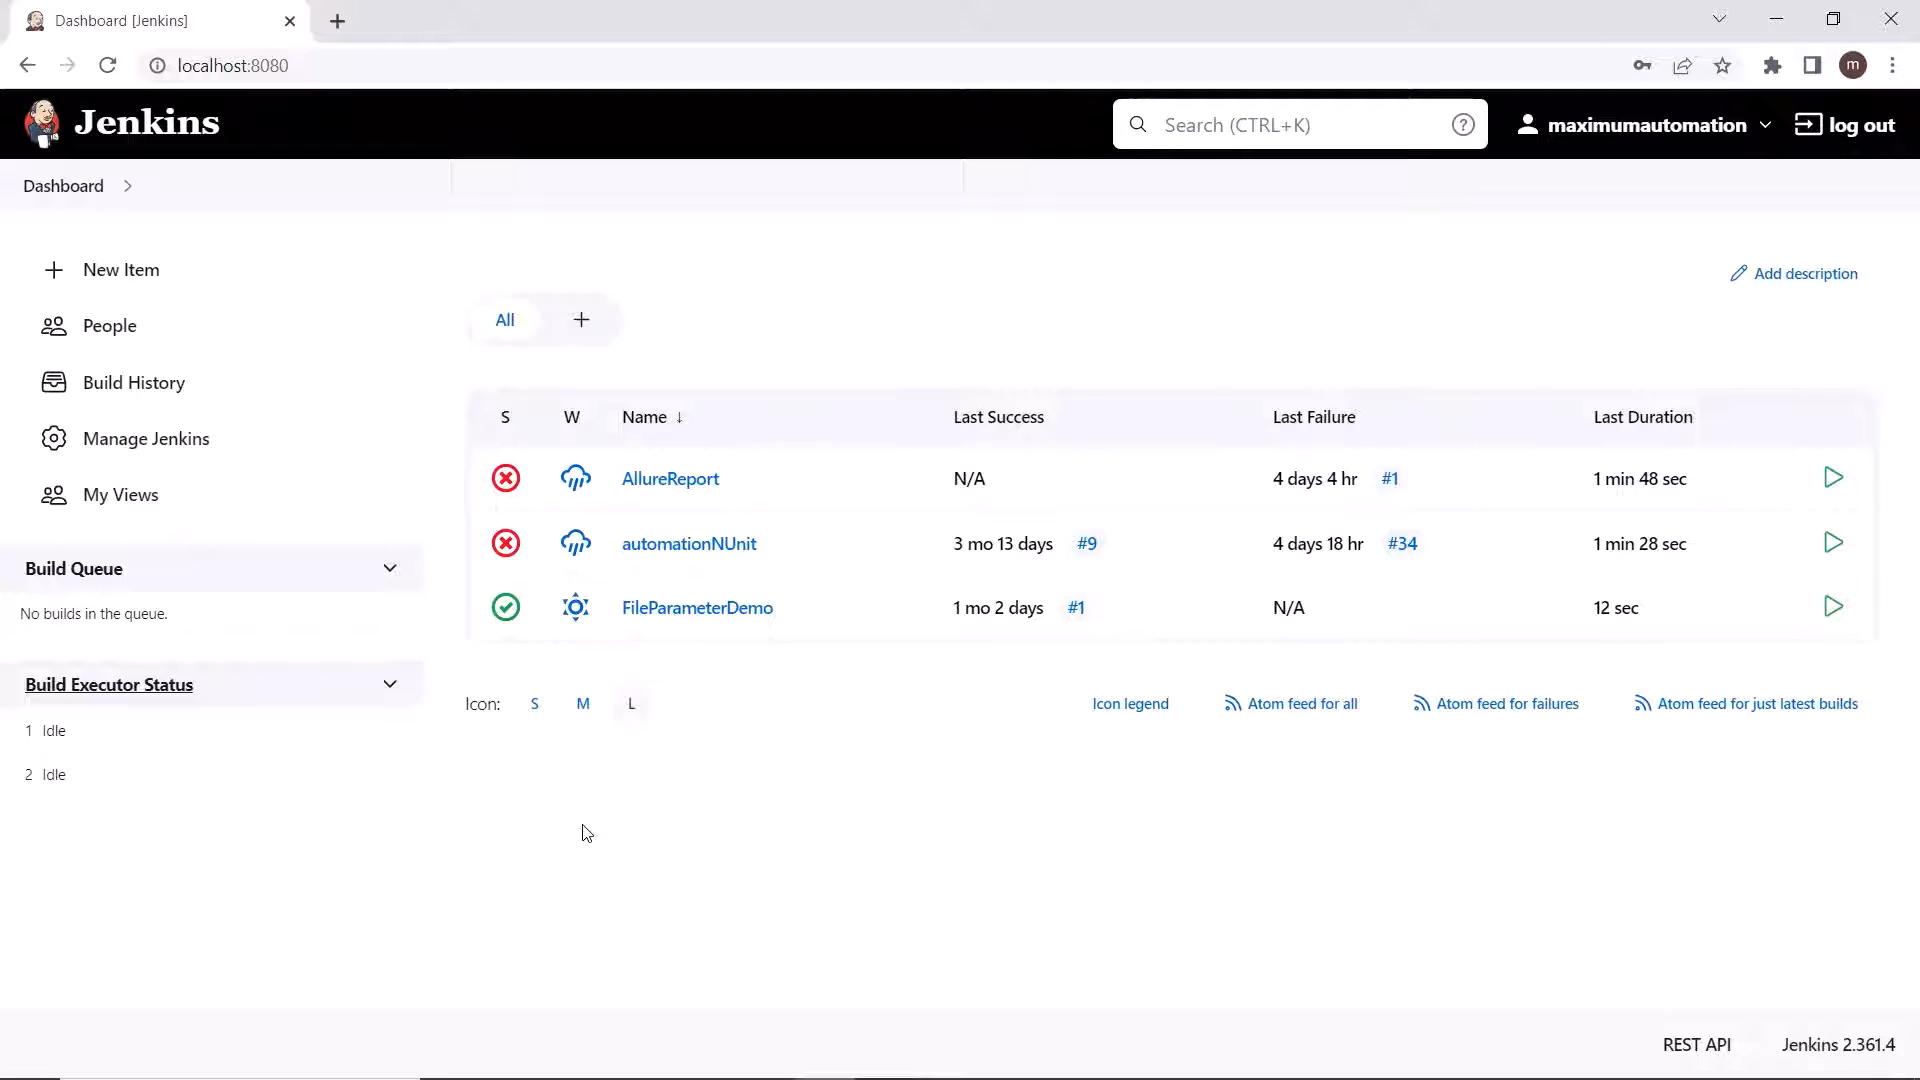 Dashboard [Jenkins]
localhost:8080
m
Jenkins
Search (CTRL+K)
maximumautomation
log out
Dashboard
New Item
People
Build History
Manage Jenkins
My Views
Build Queue
No builds in the queue.
Build Executor Status
1 Idle
2 Idle
Add description
All +
S W Name ↓ Last Success Last Failure Last Duration
AllureReport N/A 4 days 4 hr #1 1 min 48 sec
automationNUnit 3 mo 13 days #9 4 days 18 hr #34 1 min 28 sec
FileParameterDemo 1 mo 2 days #1 N/A 12 sec
Icon: S M L Icon legend Atom feed for all Atom feed for failures Atom feed for just latest builds
REST API Jenkins 2.361.4